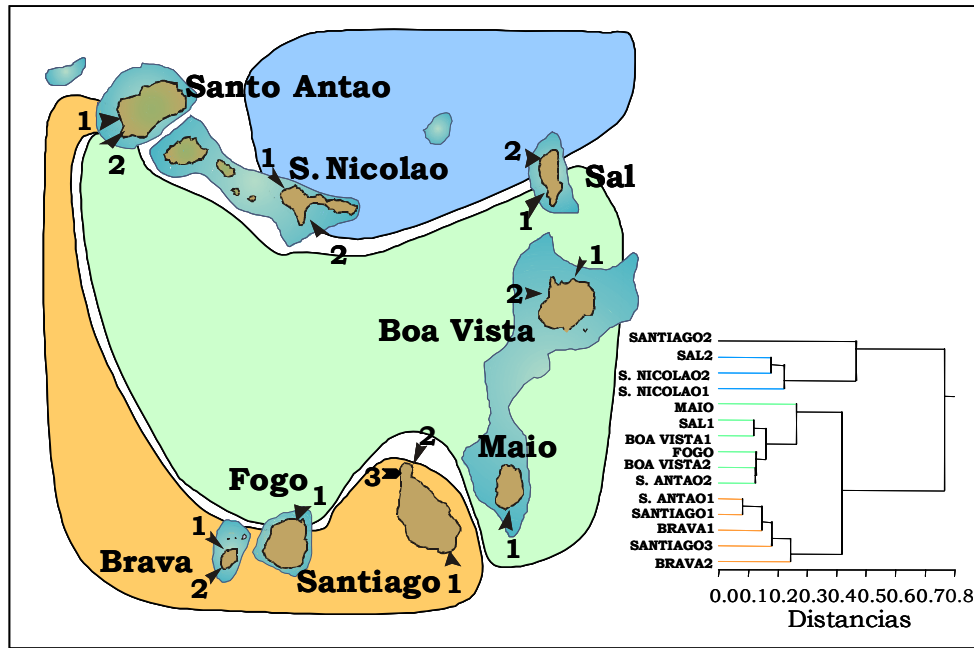 Santo Antao
1
2
1
S. Nicolao
2
2
Sal
1
1
2
Boa Vista
2
Maio
3
Fogo
1
1
Brava
2
Santiago
1
1
SANTIAGO2
SAL2
S. NICOLAO2
S. NICOLAO1
MAIO
SAL1
BOA VISTA1
FOGO
BOA VISTA2
S. ANTAO2
S. ANTAO1
SANTIAGO1
BRAVA1
SANTIAGO3
BRAVA2
0.00.10.20.30.40.50.60.70.8
Distancias